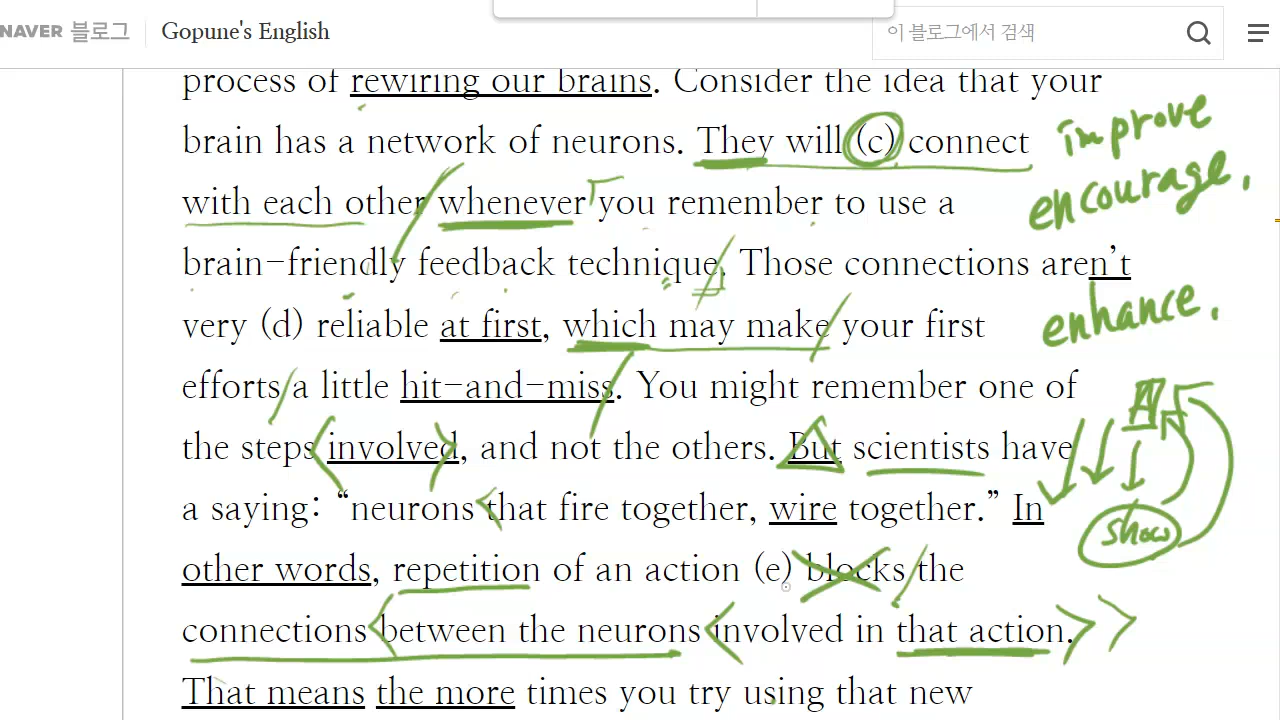 NAVER 블로그
Gopune's English
이 블로그에서 검색
process of rewiring our brains. Consider the idea that your
brain has a network of neurons. They will (c) connect
with each other whenever you remember to use a
brain-friendly feedback technique. Those connections aren't
very (d) reliable at first, which may make your first
efforts a little hit-and-miss. You might remember one of
the steps involved, and not the others. But scientists have
a saying: “neurons that fire together, wire together.” In
other words, repetition of an action (e) blocks the
connections between the neurons involved in that action.
That means the more times you try using that new
improve
encourage,
enhance,
show